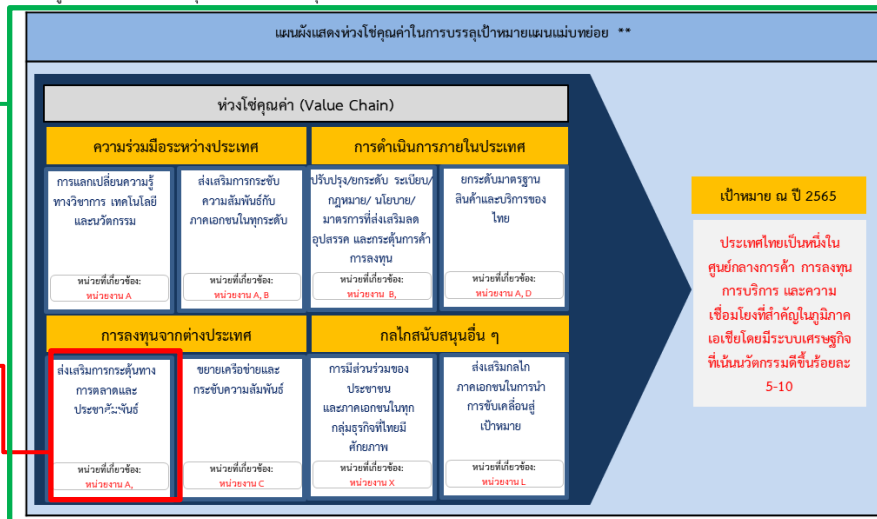 แผนผังแสดงห่วงโซ่คุณค่าในการบรรลุเป้าหมายแผนแม่บทย่อย **
ห่วงโซ่คุณค่า (Value Chain)
ความร่วมมือระหว่างประเทศ
การดำเนินการภายในประเทศ
การแลกเปลี่ยนความรู้
ทางวิชาการ เทคโนโลยี
และนวัตกรรม
หน่วยที่เกี่ยวข้อง:
หน่วยงาน A
ส่งเสริมการกระชับ
ความสัมพันธ์กับ
ภาคเอกชนในทุกระดับ
หน่วยที่เกี่ยวข้อง:
หน่วยงาน A, B
ปรับปรุง/ยกระดับ ระเบียบ/
กฎหมาย/ นโยบาย/
มาตรการที่ส่งเสริมลด
อุปสรรค และกระตุ้นการค้า
การลงทุน
หน่วยที่เกี่ยวข้อง:
หน่วยงาน B,
ยกระดับมาตรฐาน
สินค้าและบริการของ
ไทย
หน่วยที่เกี่ยวข้อง:
หน่วยงาน A, D
การลงทุนจากต่างประเทศ
กลไกสนับสนุนอื่น ๆ
ส่งเสริมการกระตุ้นทาง
การตลาดและ
ประชาสัมพันธ์
หน่วยที่เกี่ยวข้อง:
หน่วยงาน A,
ขยายเครือข่ายและ
กระชับความสัมพันธ์
หน่วยที่เกี่ยวข้อง:
หน่วยงาน C
การมีส่วนร่วมของ
ประชาชน
และภาคเอกชนในทุก
กลุ่มธุรกิจที่ไทยมี
ศักยภาพ
หน่วยที่เกี่ยวข้อง:
หน่วยงาน X
ส่งเสริมกลไก
ภาคเอกชนในการนำ
การขับเคลื่อนสู่
เป้าหมาย
หน่วยที่เกี่ยวข้อง:
หน่วยงาน L
เป้าหมาย ณ ปี 2565
ประเทศไทยเป็นหนึ่งใน
ศูนย์กลางการค้า การลงทุน
การบริการ และความ
เชื่อมโยงที่สำคัญในภูมิภาค
เอเชียโดยมีระบบเศรษฐกิจ
ที่เน้นนวัตกรรมดีขึ้นร้อยละ
5-10